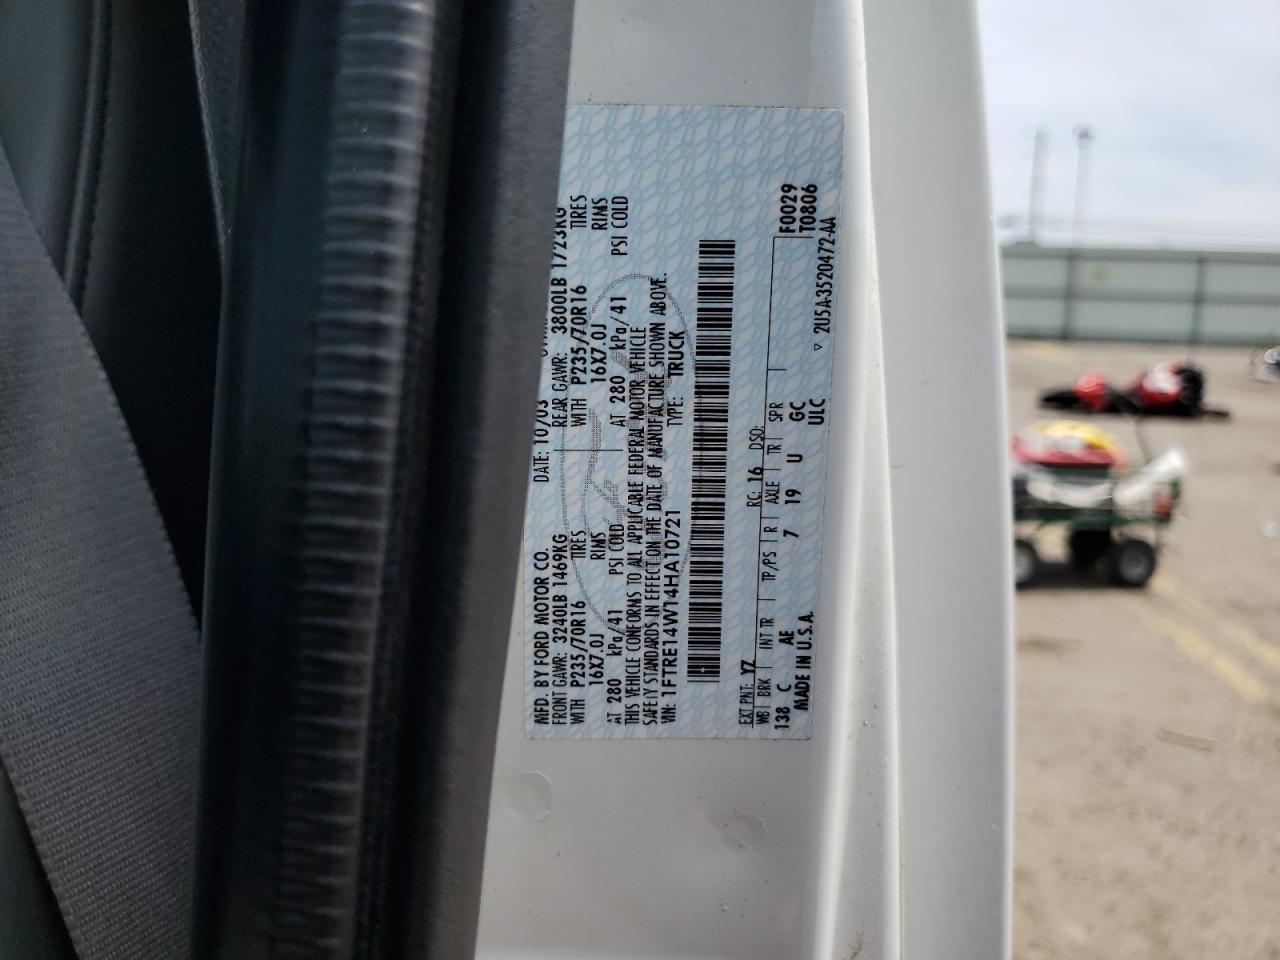 MFD. BY FORD MOTOR CO.
DATE: 10/03
FRONT GAWR: 3240LB 1469KG
REAR GAWR: 3800LB 1723KG
WITH P235/70R16 TIRES
WITH P235/70R16 TIRES
16X7.0J RIMS
16X7.0J RIMS
AT 280 kPa/41 PSI COLD
AT 280 kPa/41 PSI COLD
THIS VEHICLE CONFORMS TO ALL APPLICABLE FEDERAL MOTOR VEHICLE
SAFETY STANDARDS IN EFFECT ON THE DATE OF MANUFACTURE SHOWN ABOVE.
VIN: 1FTRE14W14HA10721
TYPE: TRUCK
F0029
T0806
EXT PNT: YZ RC: 16 DSO:
WB BRK INT TR TP/PS R AXLE TR SPR
138 C AE 7 19 U GC
MADE IN U.S.A. ULC
▽ 2U5A-3520472-AA